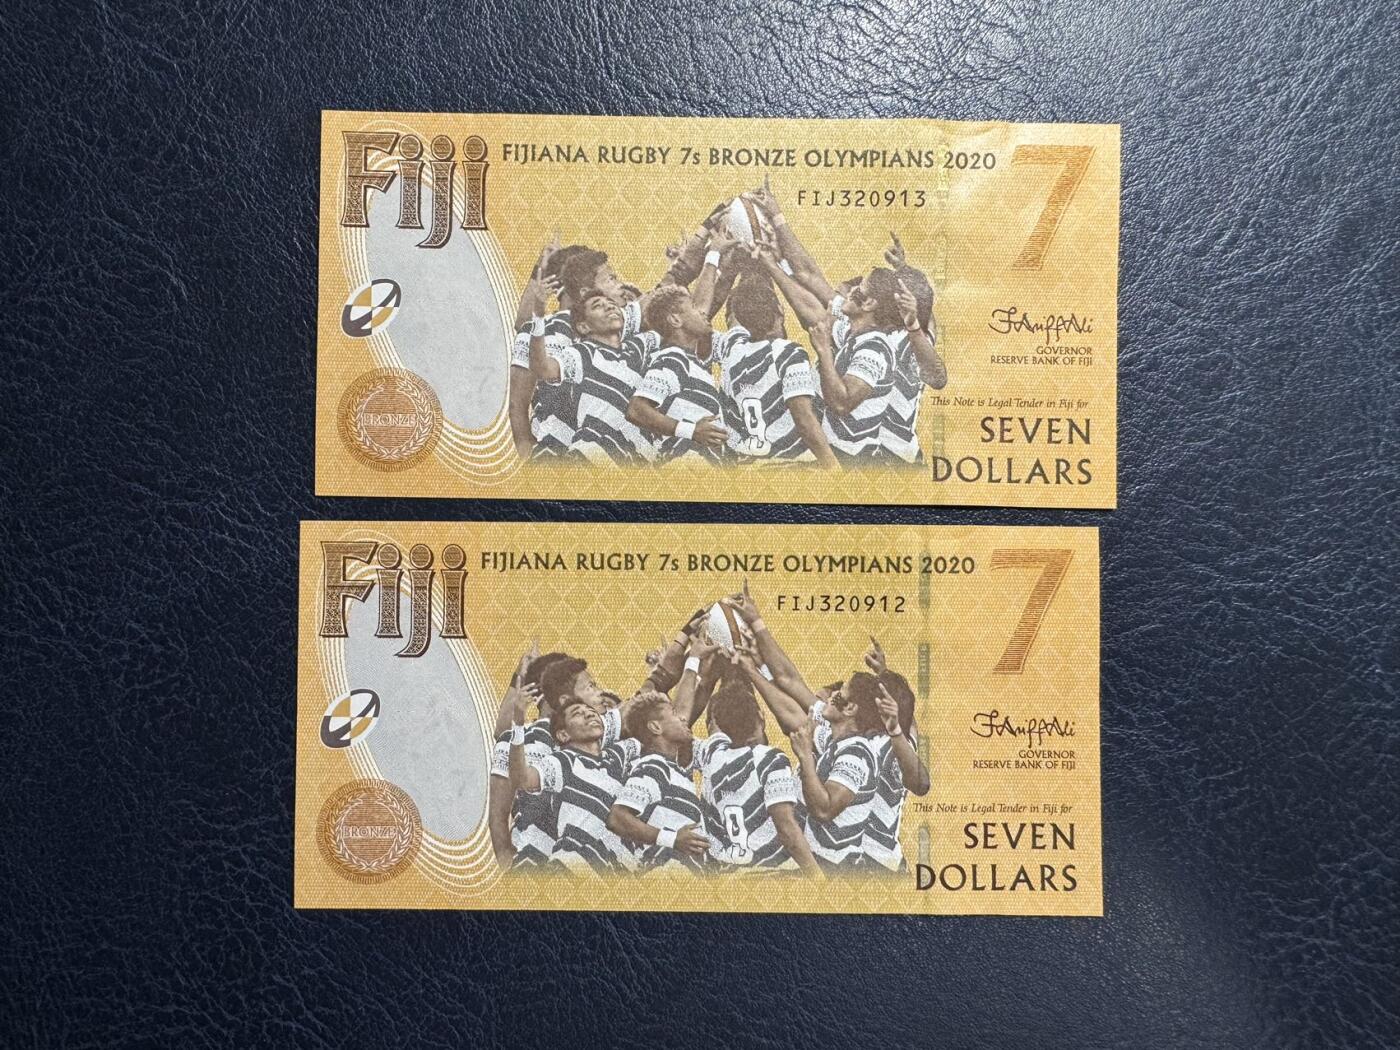 Fiji
FIJIANA RUGBY 7s BRONZE OLYMPIANS 2020
7
FIJ320913
GOVERNOR
RESERVE BANK OF FIJI
BRONZE
This Note is Legal Tender in Fiji for
SEVEN
DOLLARS
Fiji
FIJIANA RUGBY 7s BRONZE OLYMPIANS 2020
7
FIJ320912
GOVERNOR
RESERVE BANK OF FIJI
BRONZE
This Note is Legal Tender in Fiji for
SEVEN
DOLLARS